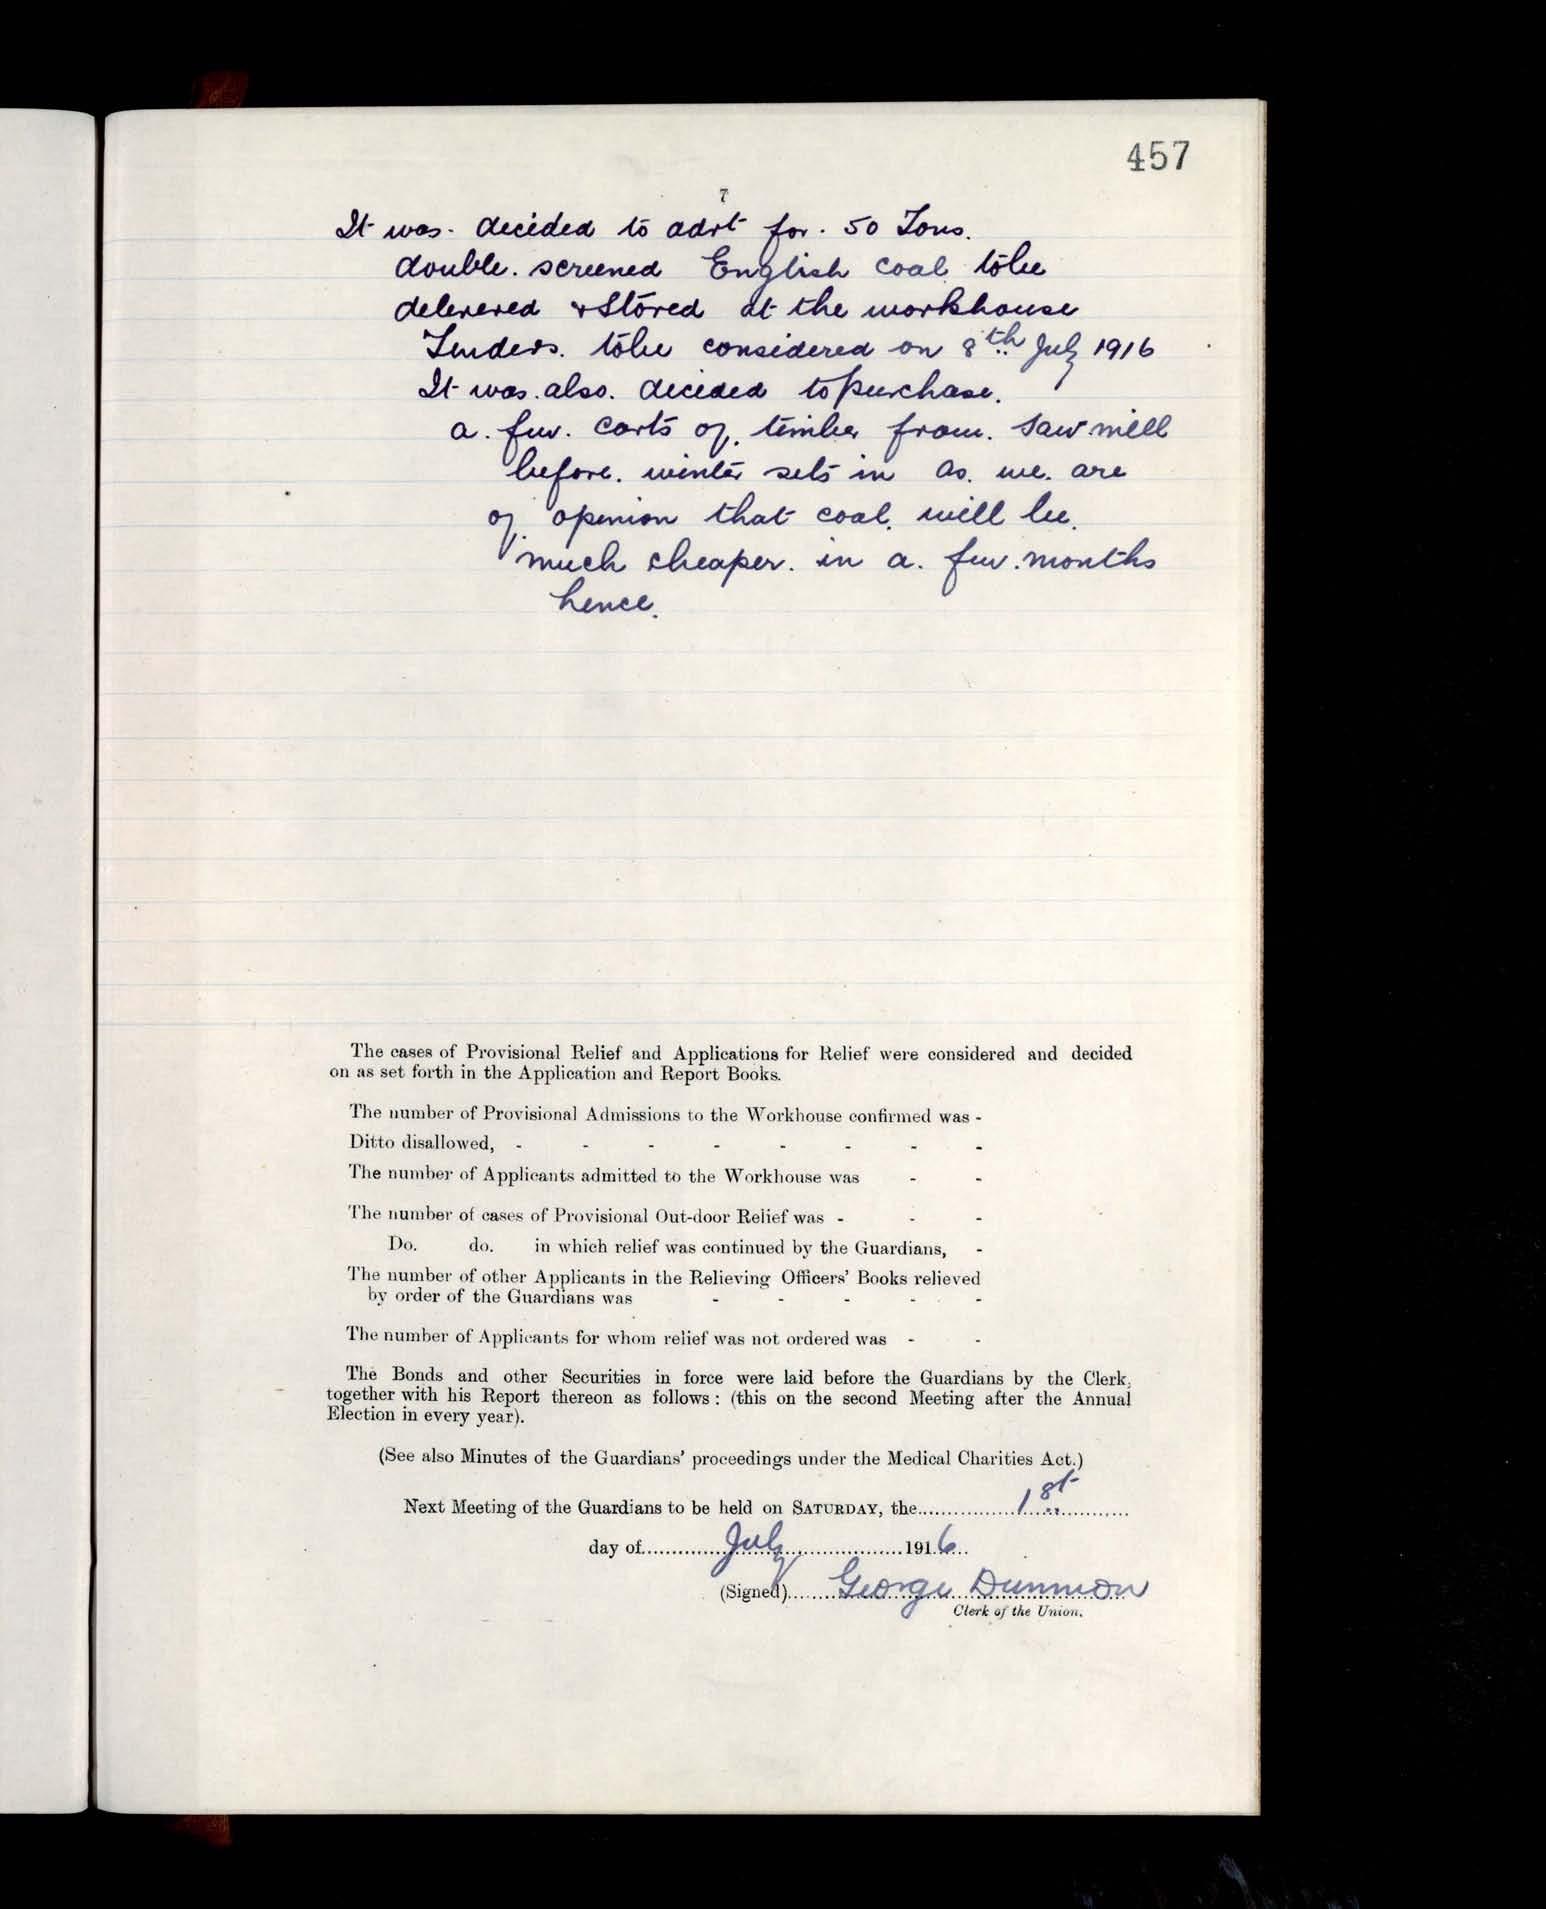 457
7
It was decided to advt for 50 Tons
double screened English coal to be
delevered & stored at the workhouse
Tenders to be considered on 8th July 1916
It was also decided to purchase
a few carts of timber from saw mill
before winter sets in as we are
of openion that coal will be
much cheaper in a few months
hence.
The cases of Provisional Relief and Applications for Relief were considered and decided
on as set forth in the Application and Report Books.
The number of Provisional Admissions to the Workhouse confirmed was -
Ditto disallowed, - - - - - - - -
The number of Applicants admitted to the Workhouse was - -
The number of cases of Provisional Out-door Relief was - - -
Do. do. in which relief was continued by the Guardians, -
The number of other Applicants in the Relieving Officers' Books relieved
by order of the Guardians was - - - - -
The number of Applicants for whom relief was not ordered was - -
The Bonds and other Securities in force were laid before the Guardians by the Clerk,
together with his Report thereon as follows : (this on the second Meeting after the Annual
Election in every year).
(See also Minutes of the Guardians' proceedings under the Medical Charities Act.)
Next Meeting of the Guardians to be held on SATURDAY, the 1st
day of July 1916
(Signed) George Dunmon
Clerk of the Union.